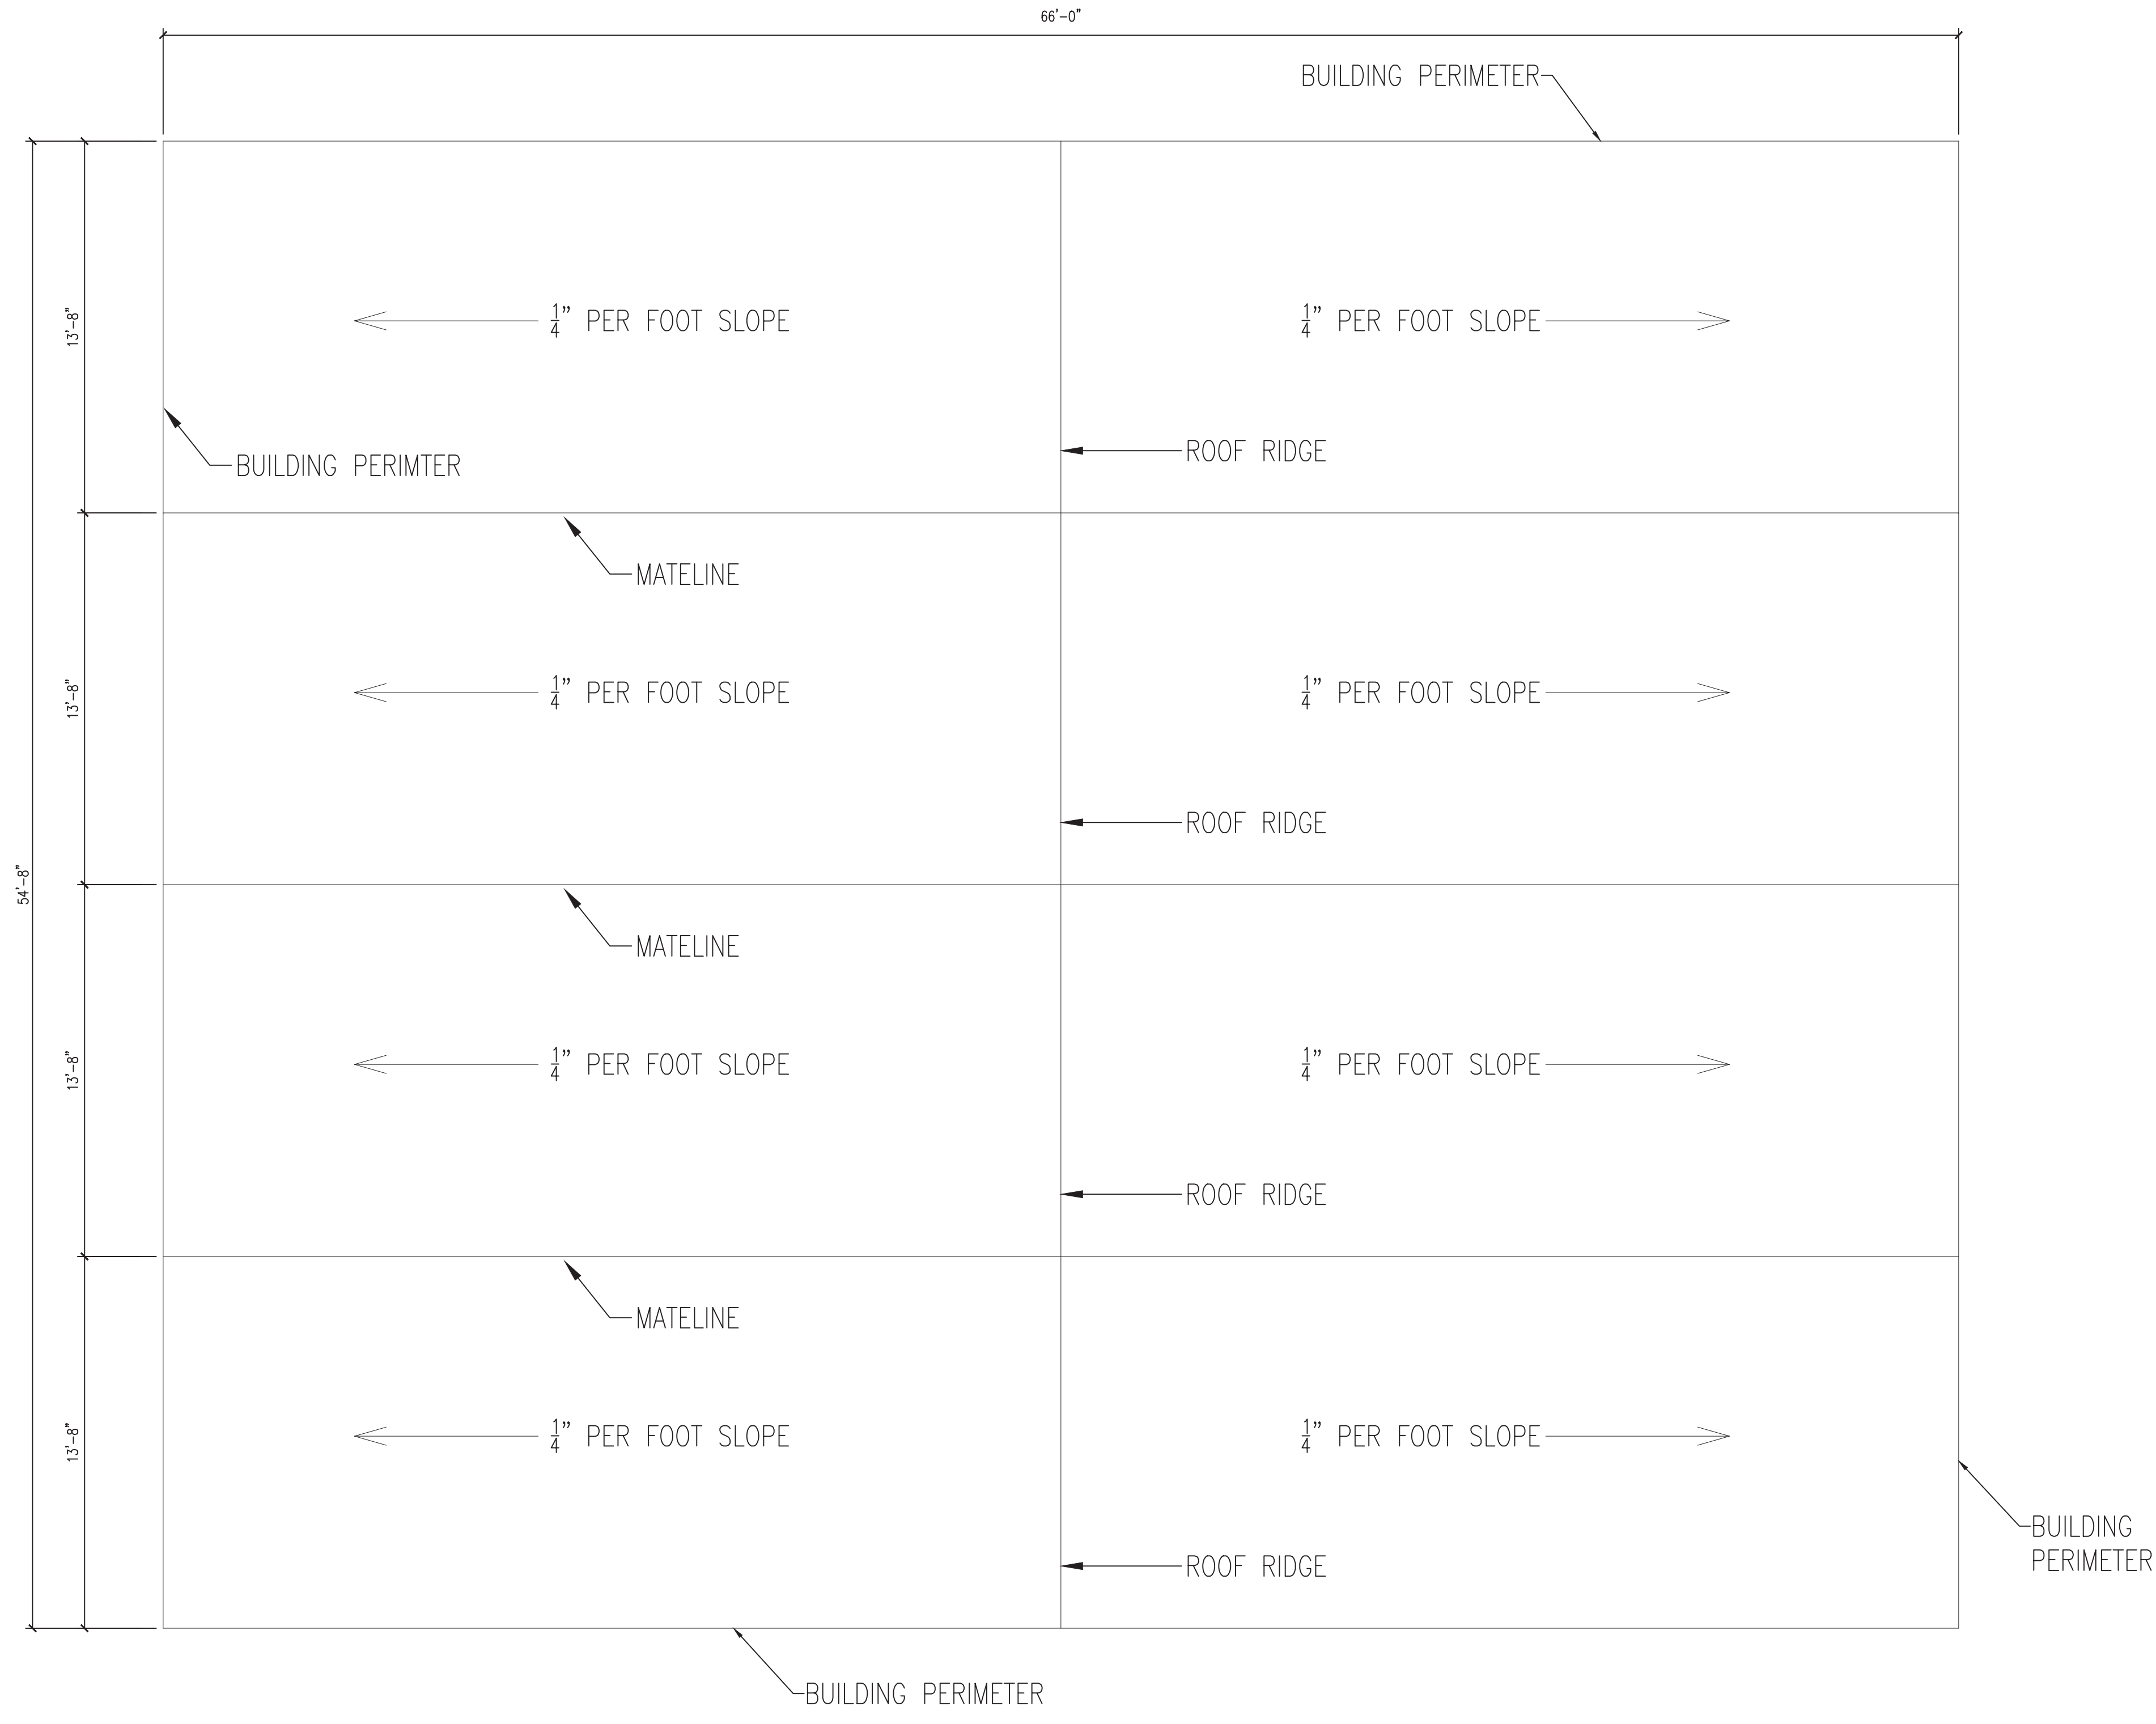 66'-0"
BUILDING PERIMETER
13'-8"
1/4" PER FOOT SLOPE
1/4" PER FOOT SLOPE
ROOF RIDGE
BUILDING PERIMTER
MATELINE
13'-8"
1/4" PER FOOT SLOPE
1/4" PER FOOT SLOPE
ROOF RIDGE
54'-8"
MATELINE
13'-8"
1/4" PER FOOT SLOPE
1/4" PER FOOT SLOPE
ROOF RIDGE
MATELINE
13'-8"
1/4" PER FOOT SLOPE
1/4" PER FOOT SLOPE
BUILDING
PERIMETER
ROOF RIDGE
BUILDING PERIMETER